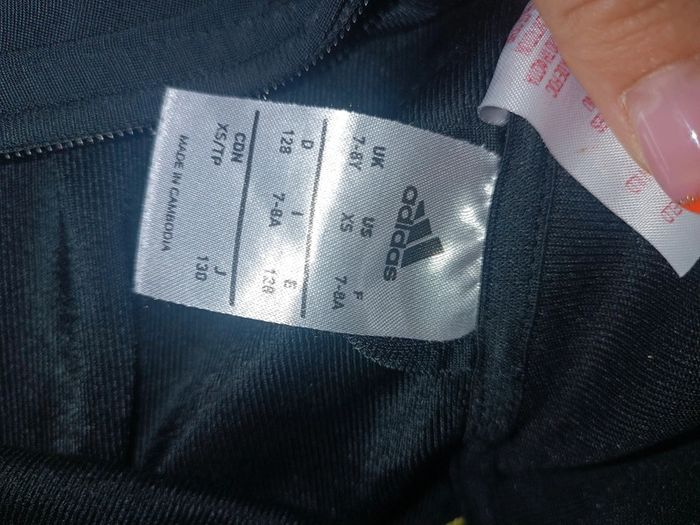 adidas
UK US F
7-8Y XS 7-8A
D I E
128 7-8A 128
CDN J
XS/TP 130
MADE IN CAMBODIA